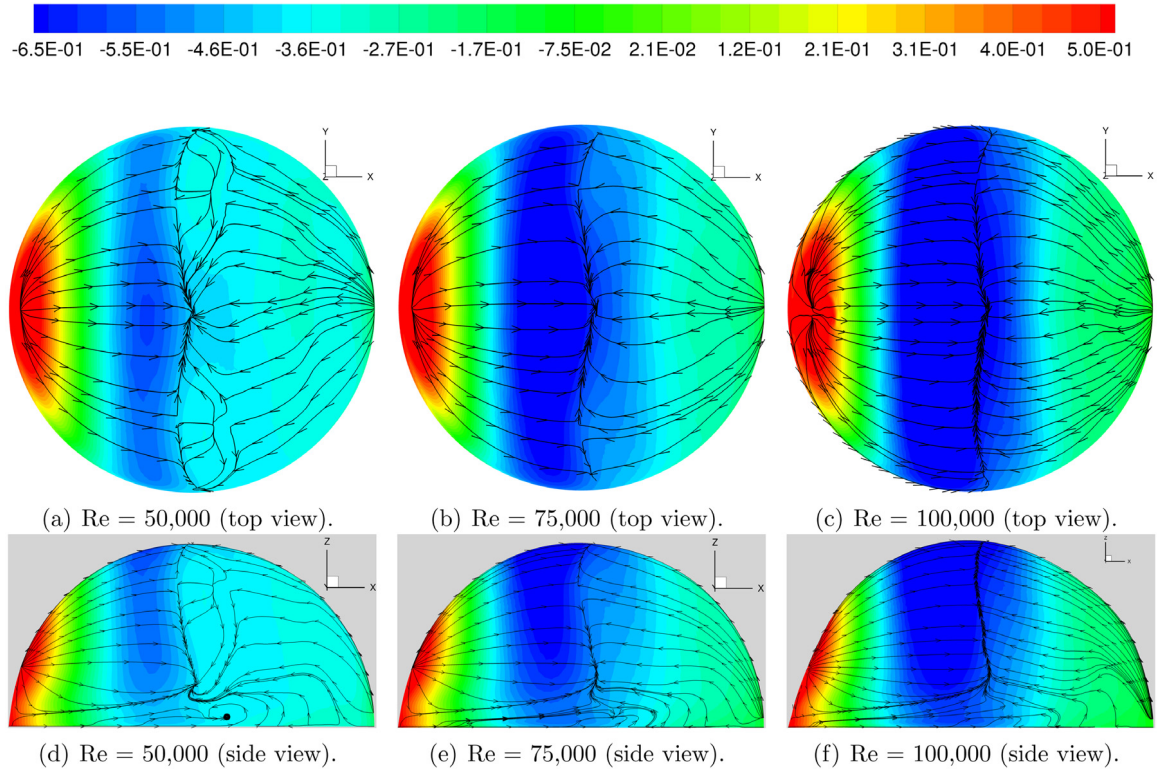 -6.5E-01 -5.5E-01 -4.6E-01 -3.6E-01 -2.7E-01 -1.7E-01 -7.5E-02 2.1E-02 1.2E-01 2.1E-01 3.1E-01 4.0E-01 5.0E-01
Y Z X
Y Z X
Y Z X
(a) Re = 50,000 (top view).
(b) Re = 75,000 (top view).
(c) Re = 100,000 (top view).
Z Y X
Z Y X
Z X
(d) Re = 50,000 (side view).
(e) Re = 75,000 (side view).
(f) Re = 100,000 (side view).